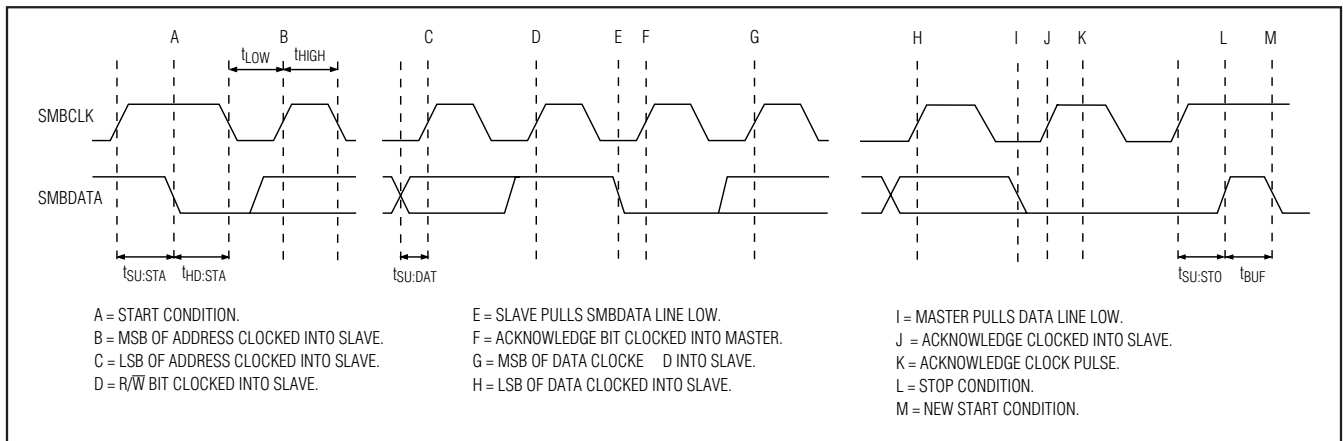 A B C D E F G H I J K L M
tLOW tHIGH
SMBCLK
SMBDATA
tSU:STA tHD:STA tSU:DAT tSU:STO tBUF
A = START CONDITION.
B = MSB OF ADDRESS CLOCKED INTO SLAVE.
C = LSB OF ADDRESS CLOCKED INTO SLAVE.
D = R/W̅ BIT CLOCKED INTO SLAVE.
E = SLAVE PULLS SMBDATA LINE LOW.
F = ACKNOWLEDGE BIT CLOCKED INTO MASTER.
G = MSB OF DATA CLOCKE D INTO SLAVE.
H = LSB OF DATA CLOCKED INTO SLAVE.
I = MASTER PULLS DATA LINE LOW.
J = ACKNOWLEDGE CLOCKED INTO SLAVE.
K = ACKNOWLEDGE CLOCK PULSE.
L = STOP CONDITION.
M = NEW START CONDITION.